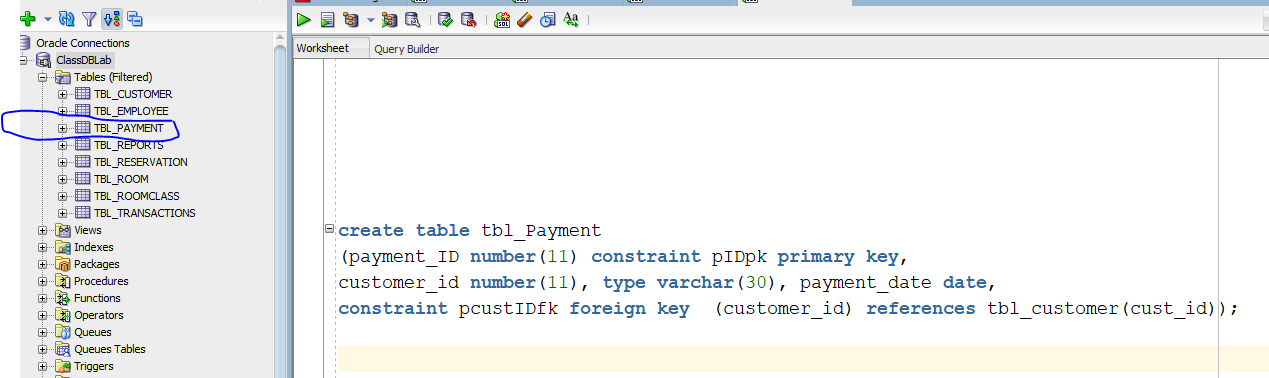 Worksheet Query Builder
Oracle Connections
ClassDBLab
Tables (Filtered)
TBL_CUSTOMER
TBL_EMPLOYEE
TBL_PAYMENT
TBL_REPORTS
TBL_RESERVATION
TBL_ROOM
TBL_ROOMCLASS
TBL_TRANSACTIONS
Views
Indexes
Packages
Procedures
Functions
Operators
Queues
Queues Tables
Triggers
create table tbl_Payment
(payment_ID number(11) constraint pIDpk primary key,
customer_id number(11), type varchar(30), payment_date date,
constraint pcustIDfk foreign key  (customer_id) references tbl_customer(cust_id));